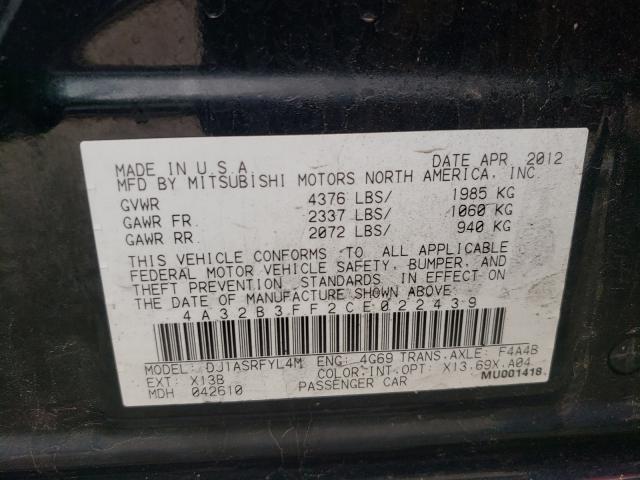 MADE IN U.S.A. DATE APR 2012
MFD BY MITSUBISHI MOTORS NORTH AMERICA, INC
GVWR 4376 LBS/ 1985 KG
GAWR FR 2337 LBS/ 1060 KG
GAWR RR 2072 LBS/ 940 KG
THIS VEHICLE CONFORMS TO ALL APPLICABLE
FEDERAL MOTOR VEHICLE SAFETY, BUMPER, AND
THEFT PREVENTION STANDARDS IN EFFECT ON
THE DATE OF MANUFACTURE SHOWN ABOVE
4A32B3FF2CE022439
MODEL: DJ1ASRFYL4M ENG: 4G69 TRANS.AXLE: F4A4B
EXT: X13B COLOR:INT:OPT: X13.69X.A04
MDH 042610 PASSENGER CAR MU001418